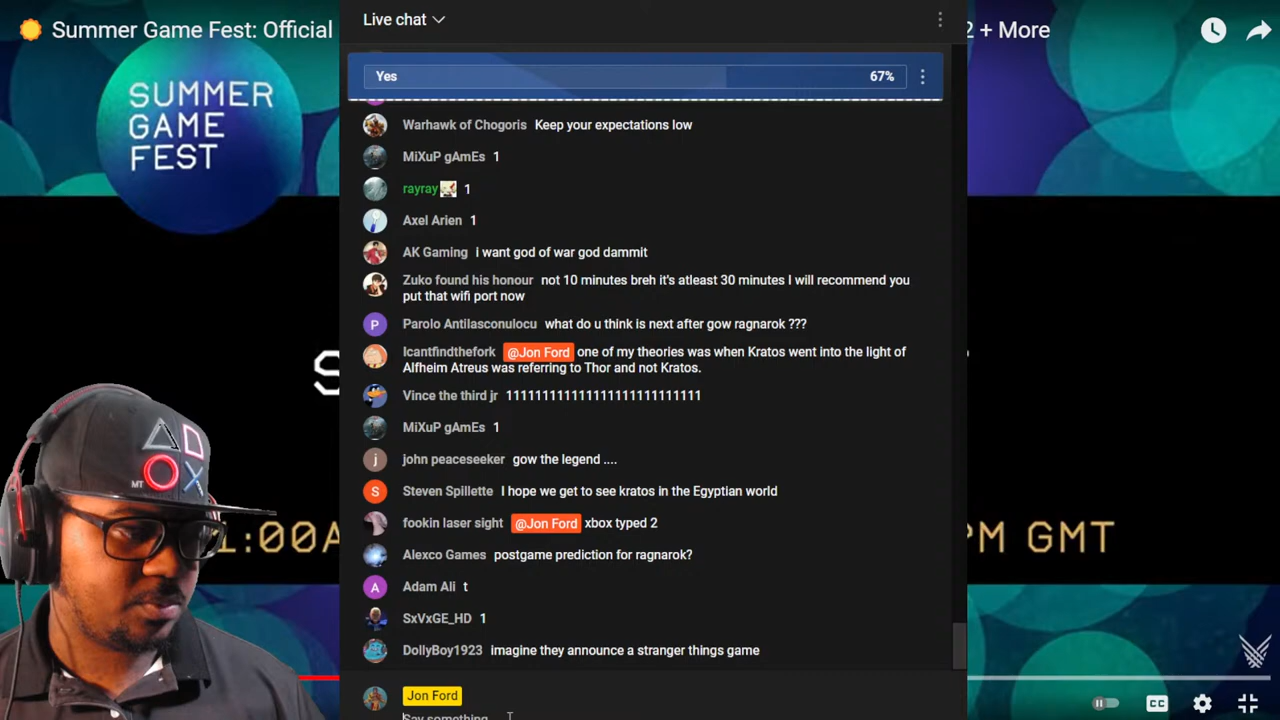 Summer Game Fest: Official
2 + More
SUMMER
GAME
FEST
Live chat
Yes 67%
Warhawk of Chogoris Keep your expectations low
MiXuP gAmEs 1
rayray 1
Axel Arien 1
AK Gaming i want god of war god dammit
Zuko found his honour not 10 minutes breh it's atleast 30 minutes I will recommend you
put that wifi port now
P Parolo Antilasconulocu what do u think is next after gow ragnarok ???
Icantfindthefork @Jon Ford one of my theories was when Kratos went into the light of
Alfheim Atreus was referring to Thor and not Kratos.
Vince the third jr 1111111111111111111111111111
MiXuP gAmEs 1
j john peaceseeker gow the legend ....
S Steven Spillette I hope we get to see kratos in the Egyptian world
fookin laser sight @Jon Ford xbox typed 2
Alexco Games postgame prediction for ragnarok?
A Adam Ali t
SxVxGE_HD 1
DollyBoy1923 imagine they announce a stranger things game
Jon Ford
Say something
S
1:00A
PM GMT
MT
CC